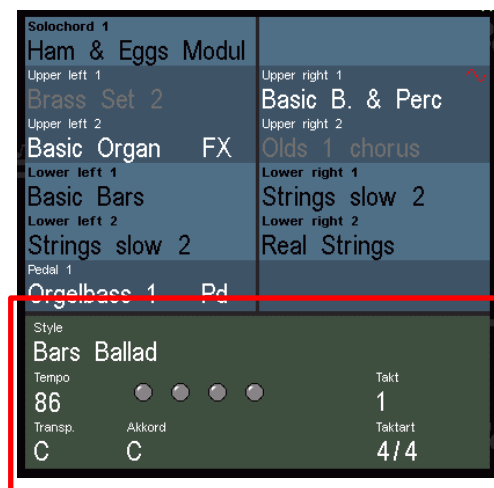 Solochord 1
Ham & Eggs Modul
Upper left 1
Upper right 1
Brass Set 2
Basic B. & Perc
Upper left 2
Upper right 2
Basic Organ FX
Olds 1 chorus
Lower left 1
Lower right 1
Basic Bars
Strings slow 2
Lower left 2
Lower right 2
Strings slow 2
Real Strings
Pedal 1
Orgelbass 1 Pd
Style
Bars Ballad
Tempo
Takt
86
1
Transp.
Akkord
Taktart
C
C
4/4